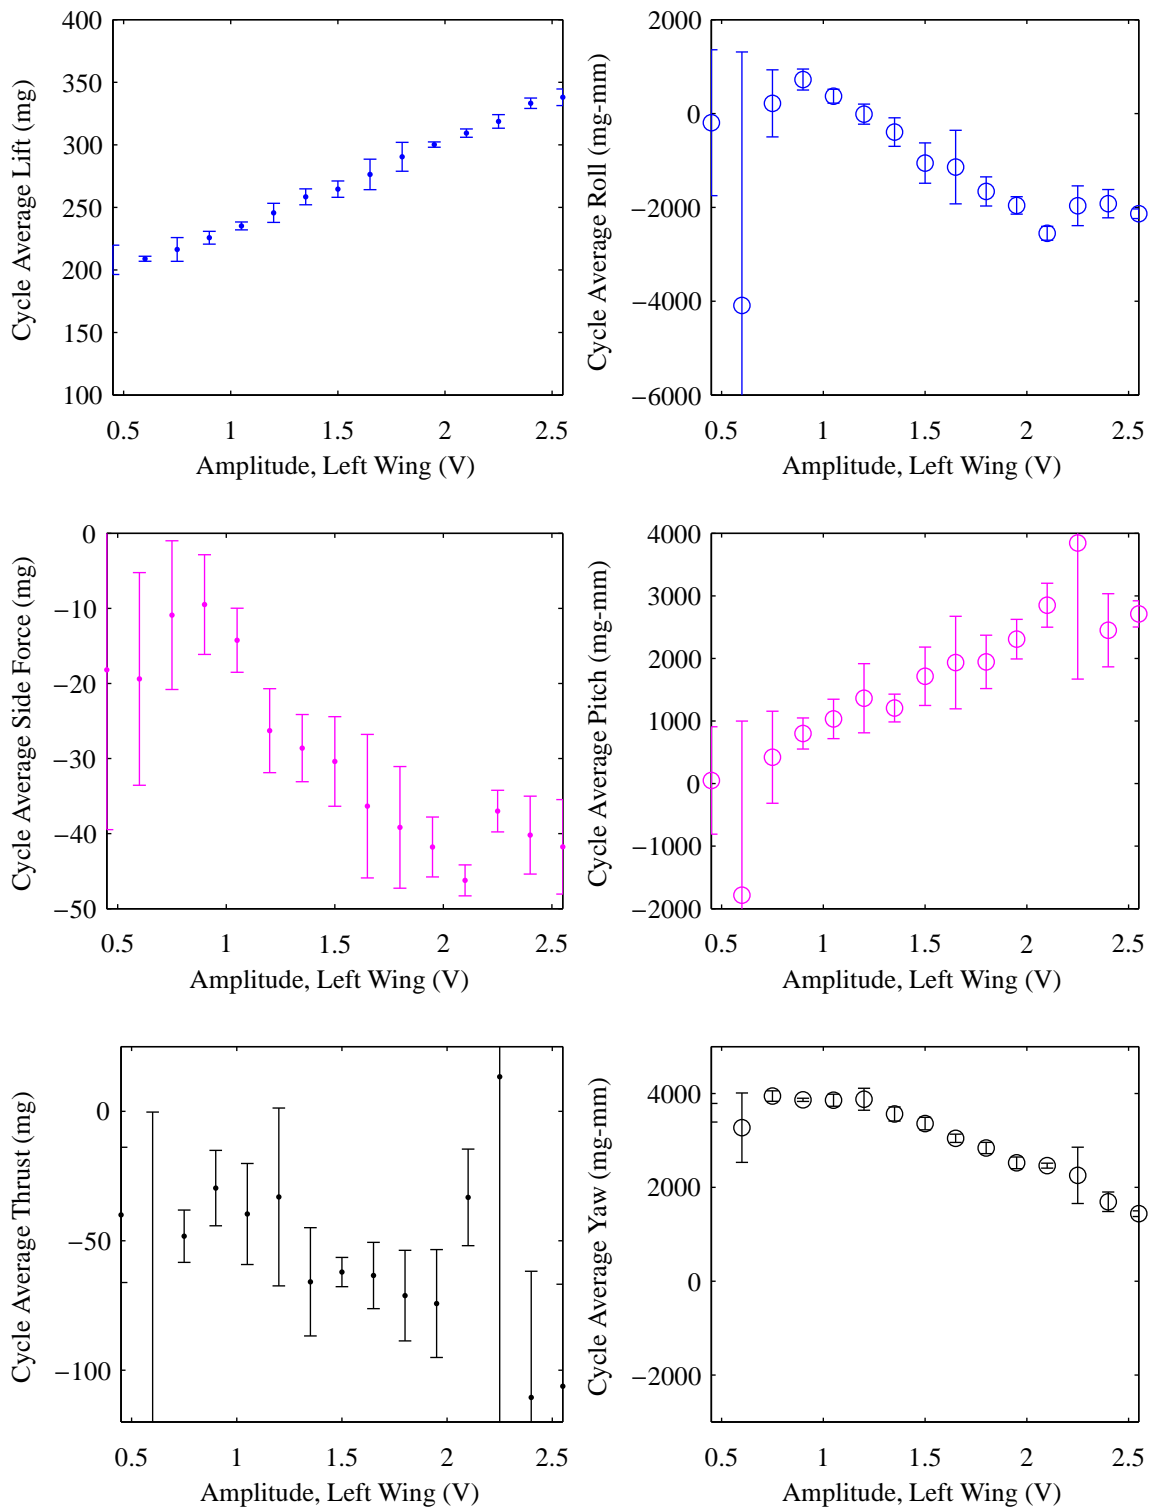 400
350
300
250
200
150
100
0.5 1 1.5 2 2.5
Amplitude, Left Wing (V)
Cycle Average Lift (mg)
2000
0
−2000
−4000
−6000
0.5 1 1.5 2 2.5
Amplitude, Left Wing (V)
Cycle Average Roll (mg-mm)
0
−10
−20
−30
−40
−50
0.5 1 1.5 2 2.5
Amplitude, Left Wing (V)
Cycle Average Side Force (mg)
4000
3000
2000
1000
0
−1000
−2000
0.5 1 1.5 2 2.5
Amplitude, Left Wing (V)
Cycle Average Pitch (mg-mm)
0
−50
−100
0.5 1 1.5 2 2.5
Amplitude, Left Wing (V)
Cycle Average Thrust (mg)
4000
2000
0
−2000
0.5 1 1.5 2 2.5
Amplitude, Left Wing (V)
Cycle Average Yaw (mg-mm)